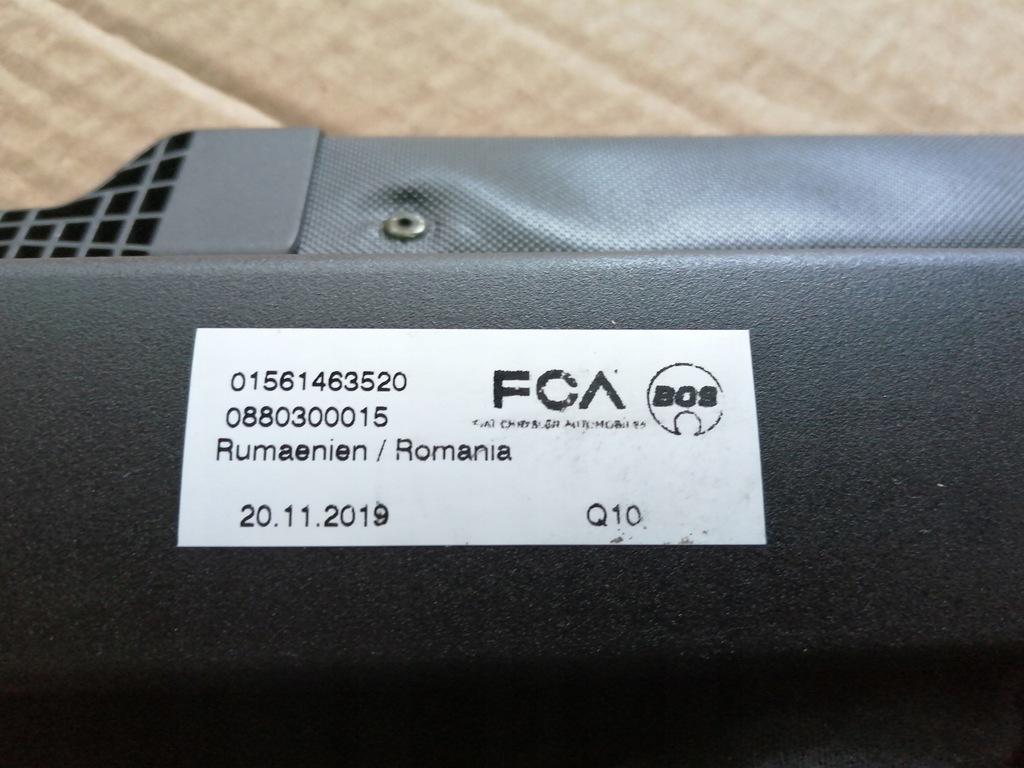 01561463520
0880300015
Rumaenien / Romania
20.11.2019
Q10
FCA
FIAT CHRYSLER AUTOMOBILES
BOS